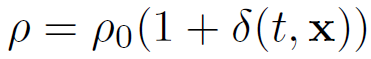 ρ = ρ₀(1 + δ(t, 𝐱))